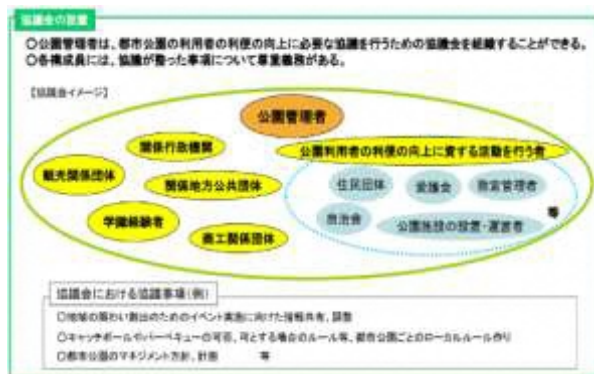 協議会の設置
○公園管理者は、都市公園の利用者の利便の向上に必要な協議を行うための協議会を組織することができる。
○各構成員には、協議が整った事項について尊重義務がある。
【協議会イメージ】
公園管理者
関係行政機関
公園利用者の利便の向上に資する活動を行う者
観光関係団体
関係地方公共団体
住民団体
愛護会
学識経験者
自治会
公園施設の設置・運営者
等
商工関係団体
協議会における協議事項(例)
○地域の賑わい創出のためのイベント実施に向けた情報共有、調整
○キャッチボールやバーベキューの可否、可とする場合のルール等、都市公園ごとのローカルルール作り
○都市公園のマネジメント方針、計画 等